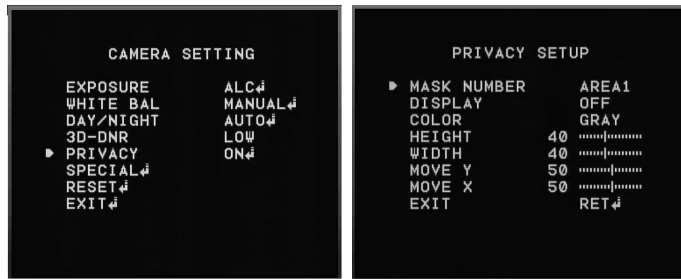 CAMERA SETTING
EXPOSURE ALC↲
WHITE BAL MANUAL↲
DAY/NIGHT AUTO↲
3D-DNR LOW
PRIVACY ON↲
SPECIAL↲
RESET↲
EXIT↲
PRIVACY SETUP
MASK NUMBER AREA1
DISPLAY OFF
COLOR GRAY
HEIGHT 40
WIDTH 40
MOVE Y 50
MOVE X 50
EXIT RET↲